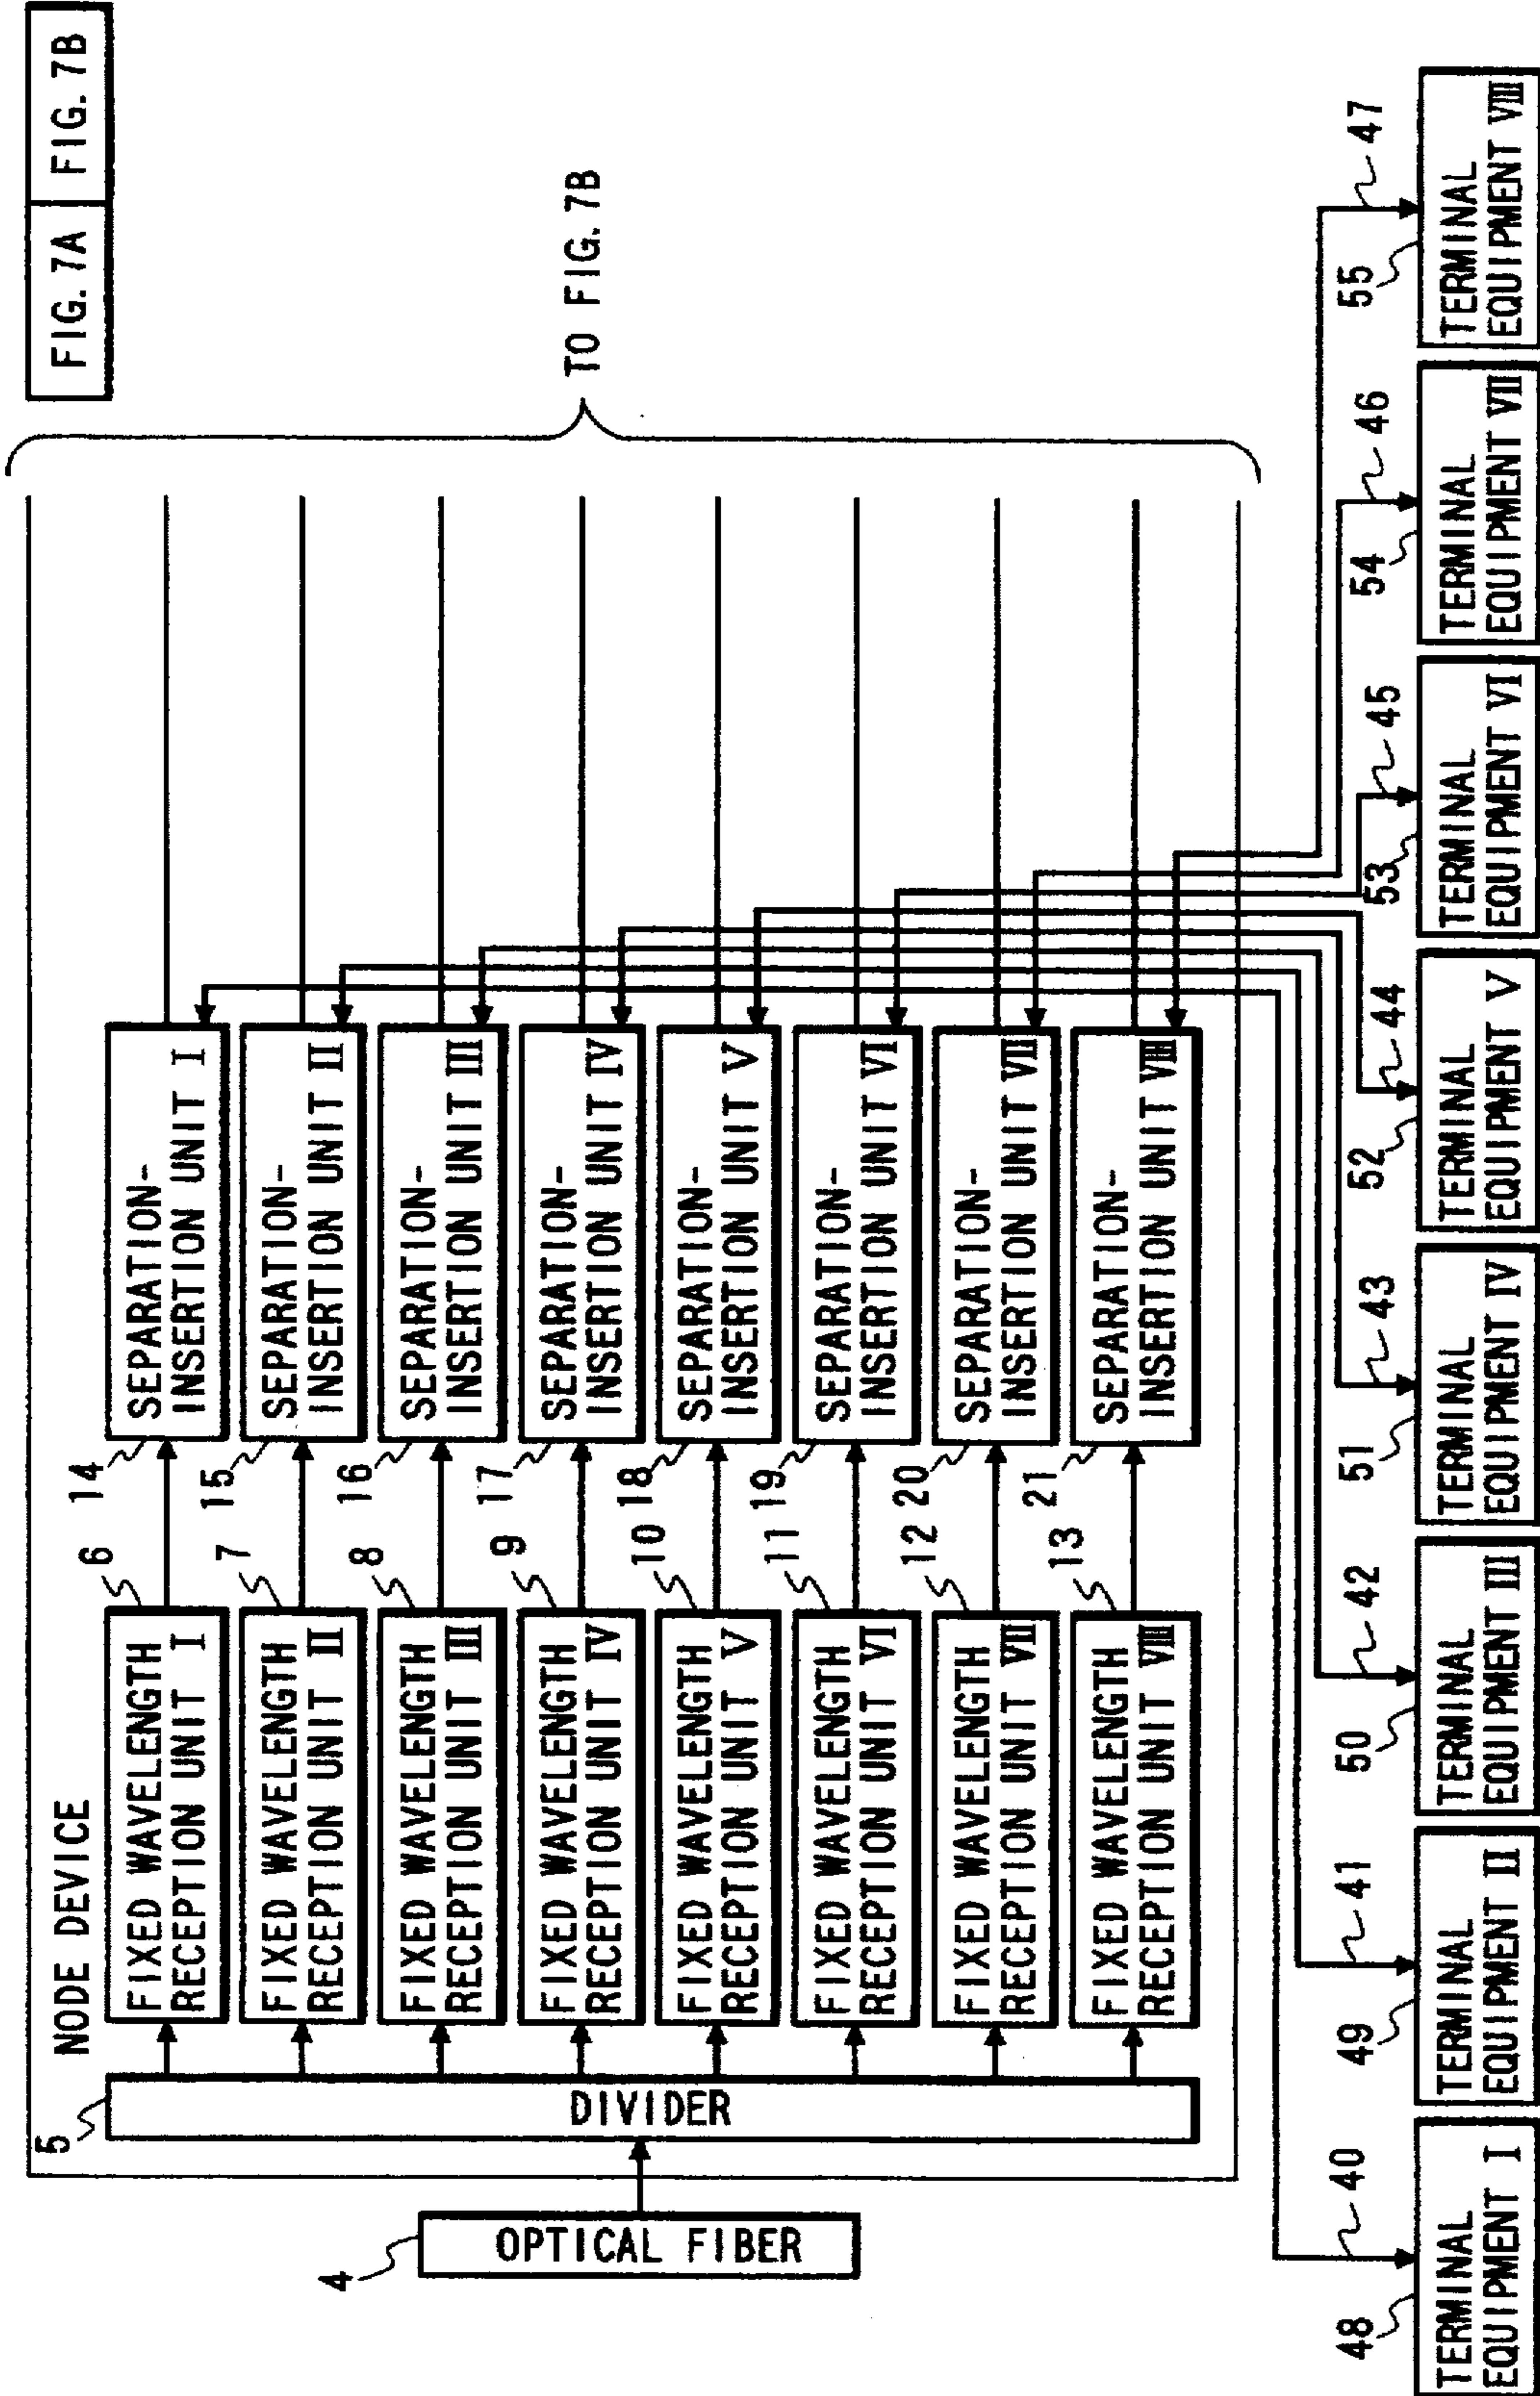 FIG. 7A
FIG. 7B
NODE DEVICE
TO FIG. 7B
4
OPTICAL FIBER
5
DIVIDER
FIXED WAVELENGTH
RECEPTION UNIT I
6
14
SEPARATION-
INSERTION UNIT I
FIXED WAVELENGTH
RECEPTION UNIT II
7
15
SEPARATION-
INSERTION UNIT II
FIXED WAVELENGTH
RECEPTION UNIT III
8
16
SEPARATION-
INSERTION UNIT III
FIXED WAVELENGTH
RECEPTION UNIT IV
9
17
SEPARATION-
INSERTION UNIT IV
FIXED WAVELENGTH
RECEPTION UNIT V
10
18
SEPARATION-
INSERTION UNIT V
FIXED WAVELENGTH
RECEPTION UNIT VI
11
19
SEPARATION-
INSERTION UNIT VI
FIXED WAVELENGTH
RECEPTION UNIT VII
12
20
SEPARATION-
INSERTION UNIT VII
FIXED WAVELENGTH
RECEPTION UNIT VIII
13
21
SEPARATION-
INSERTION UNIT VIII
48
40
TERMINAL
EQUIPMENT I
49
41
TERMINAL
EQUIPMENT II
50
42
TERMINAL
EQUIPMENT III
51
43
TERMINAL
EQUIPMENT IV
52
44
TERMINAL
EQUIPMENT V
53
45
TERMINAL
EQUIPMENT VI
54
46
TERMINAL
EQUIPMENT VII
55
47
TERMINAL
EQUIPMENT VIII